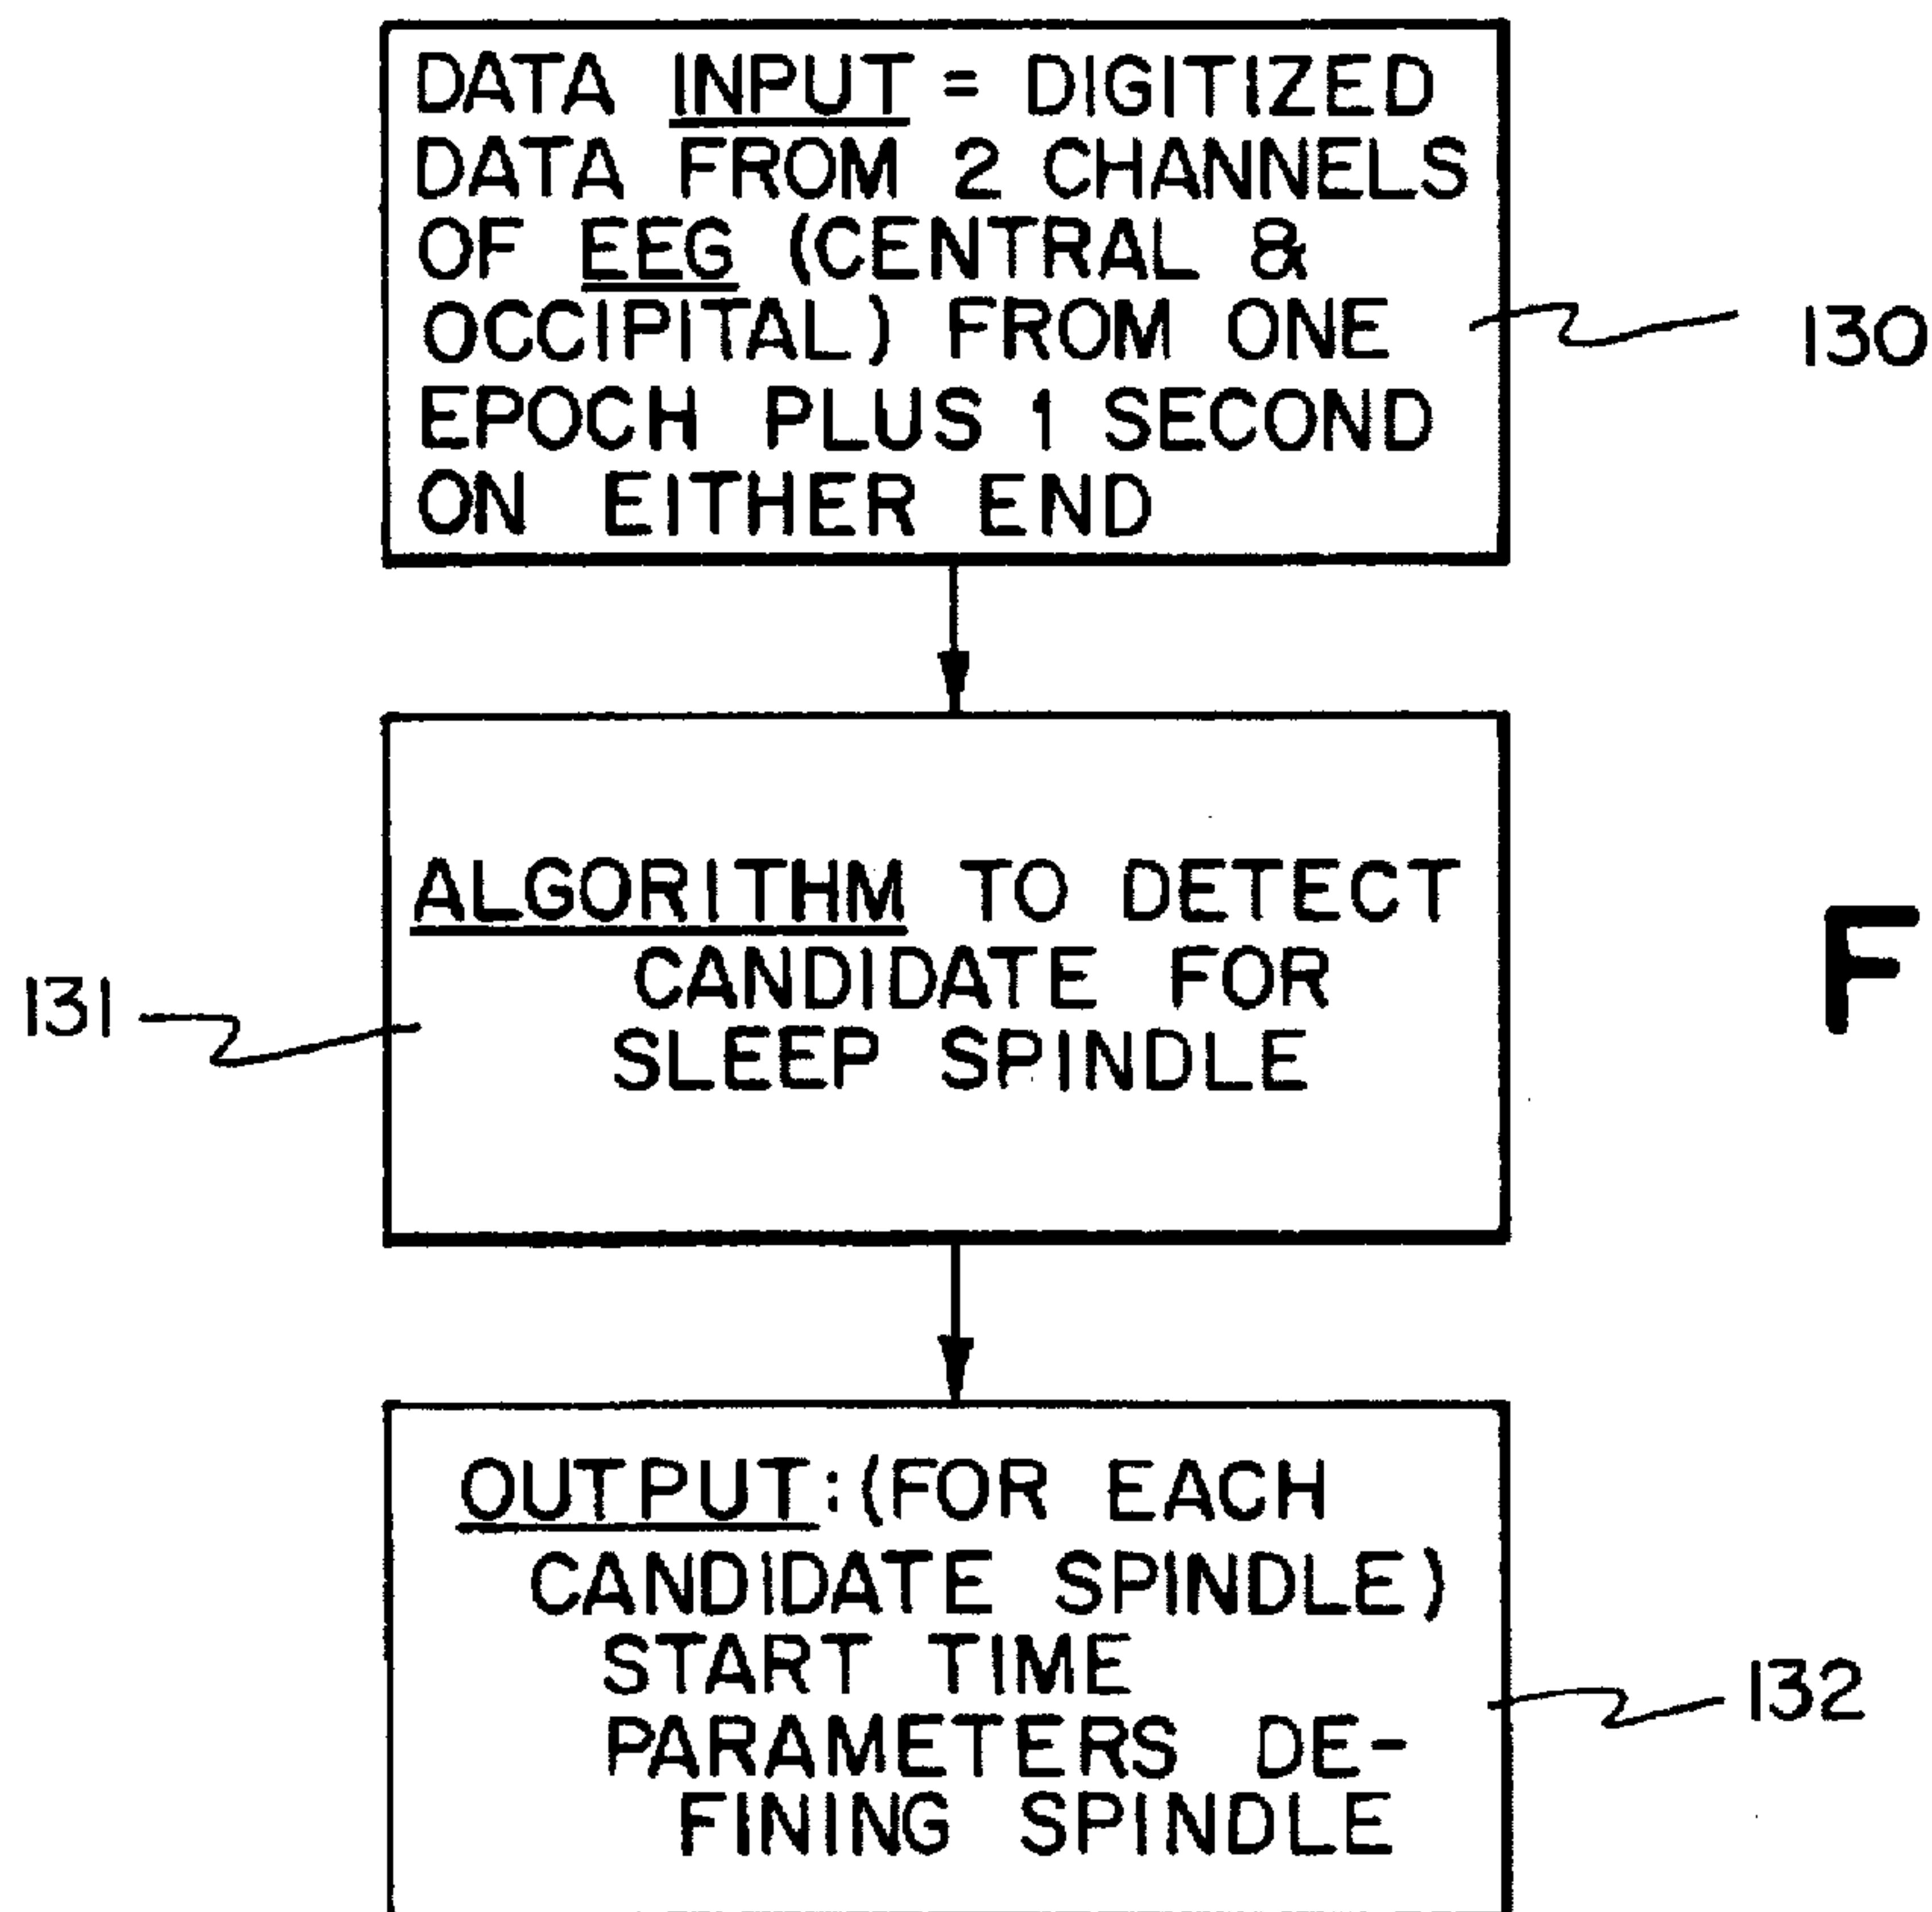 DATA INPUT = DIGITIZED
DATA FROM 2 CHANNELS
OF EEG (CENTRAL &
OCCIPITAL) FROM ONE
EPOCH PLUS 1 SECOND
ON EITHER END
130
ALGORITHM TO DETECT
CANDIDATE FOR
SLEEP SPINDLE
131
F
OUTPUT:(FOR EACH
CANDIDATE SPINDLE)
START TIME
PARAMETERS DE-
FINING SPINDLE
132